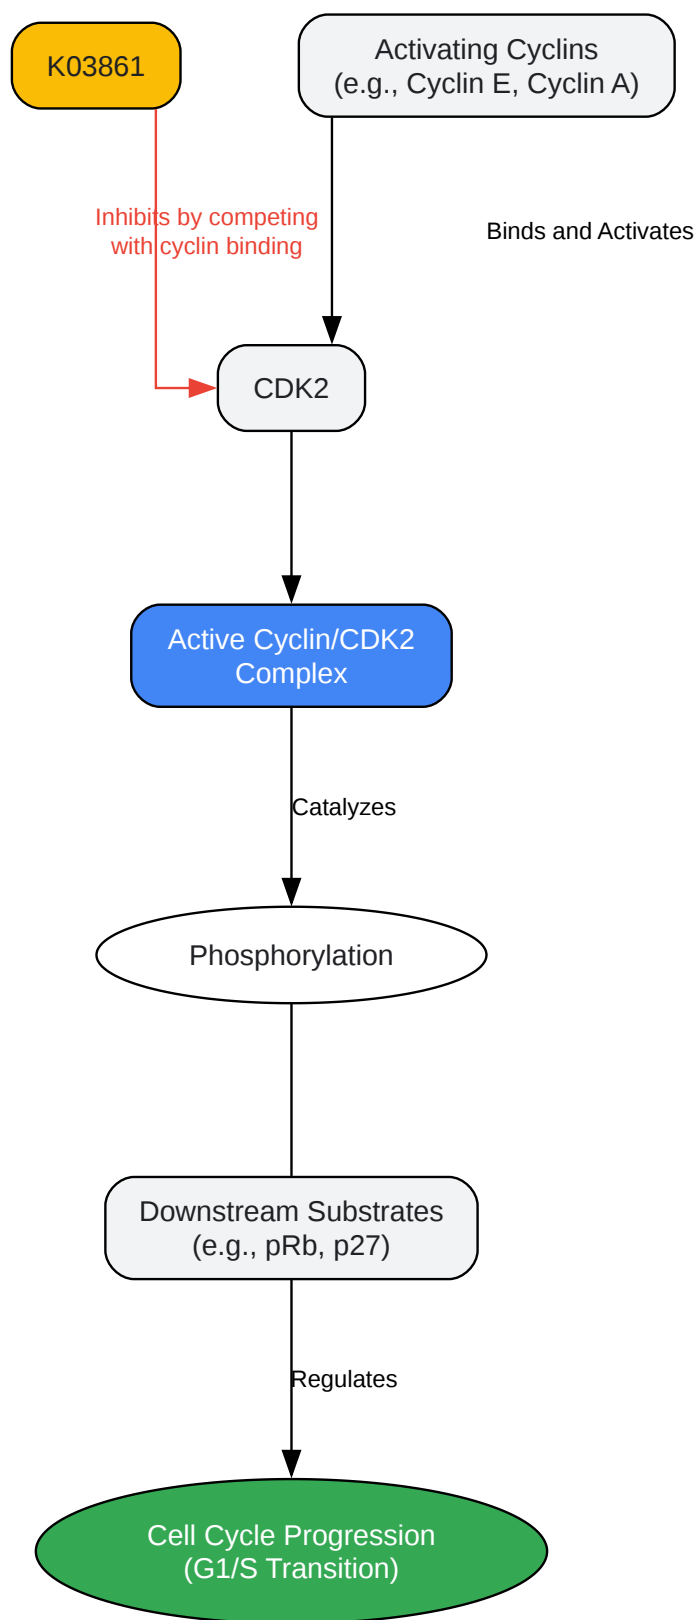 K03861
Activating Cyclins
(e.g., Cyclin E, Cyclin A)
Inhibits by competing
with cyclin binding
Binds and Activates
CDK2
Active Cyclin/CDK2
Complex
Catalyzes
Phosphorylation
Downstream Substrates
(e.g., pRb, p27)
Regulates
Cell Cycle Progression
(G1/S Transition)